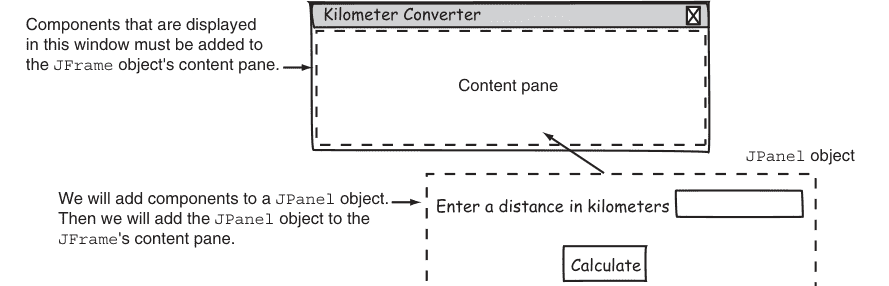 Components that are displayed
in this window must be added to
the JFrame object's content pane.
Kilometer Converter
Content pane
JPanel object
We will add components to a JPanel object.
Then we will add the JPanel object to the
JFrame's content pane.
Enter a distance in kilometers
Calculate